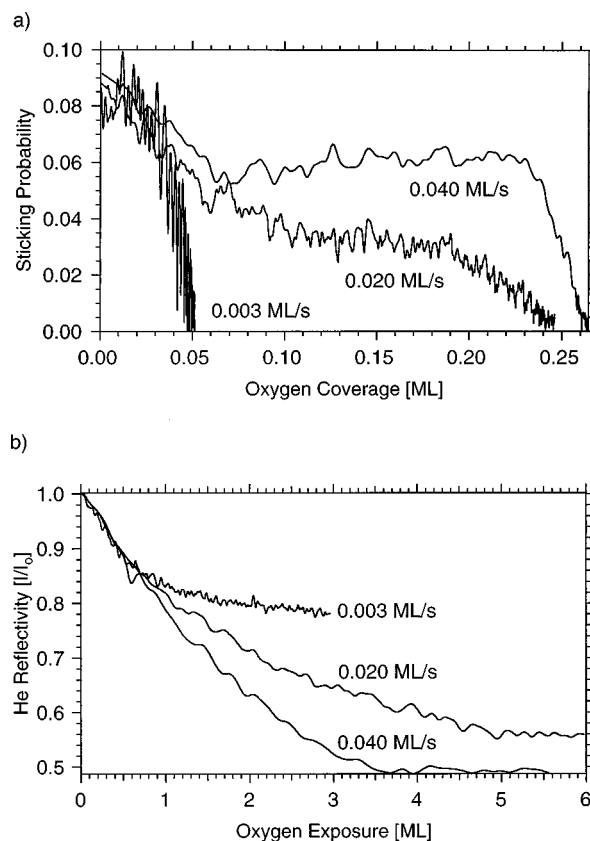 a)
0.10
0.08
0.06
0.04
0.02
0.00
Sticking Probability
0.040 ML/s
0.020 ML/s
0.003 ML/s
0.00 0.05 0.10 0.15 0.20 0.25
Oxygen Coverage [ML]
b)
1.0
0.9
0.8
0.7
0.6
0.5
He Reflectivity [I/Io]
0.003 ML/s
0.020 ML/s
0.040 ML/s
0 1 2 3 4 5 6
Oxygen Exposure [ML]